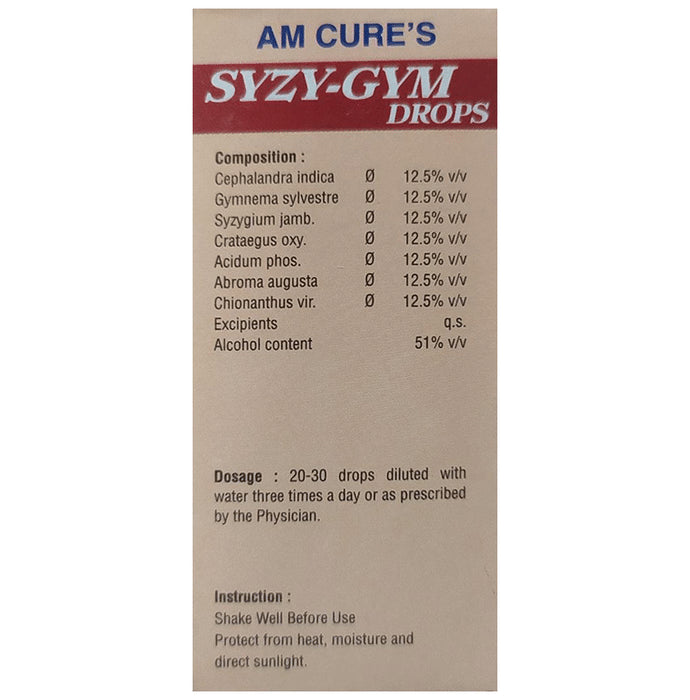 AM CURE'S
SYZY-GYM
DROPS
Composition :
Cephalandra indica Ø 12.5% v/v
Gymnema sylvestre Ø 12.5% v/v
Syzygium jamb. Ø 12.5% v/v
Crataegus oxy. Ø 12.5% v/v
Acidum phos. Ø 12.5% v/v
Abroma augusta Ø 12.5% v/v
Chionanthus vir. Ø 12.5% v/v
Excipients q.s.
Alcohol content 51% v/v
Dosage : 20-30 drops diluted with
water three times a day or as prescribed
by the Physician.
Instruction :
Shake Well Before Use
Protect from heat, moisture and
direct sunlight.